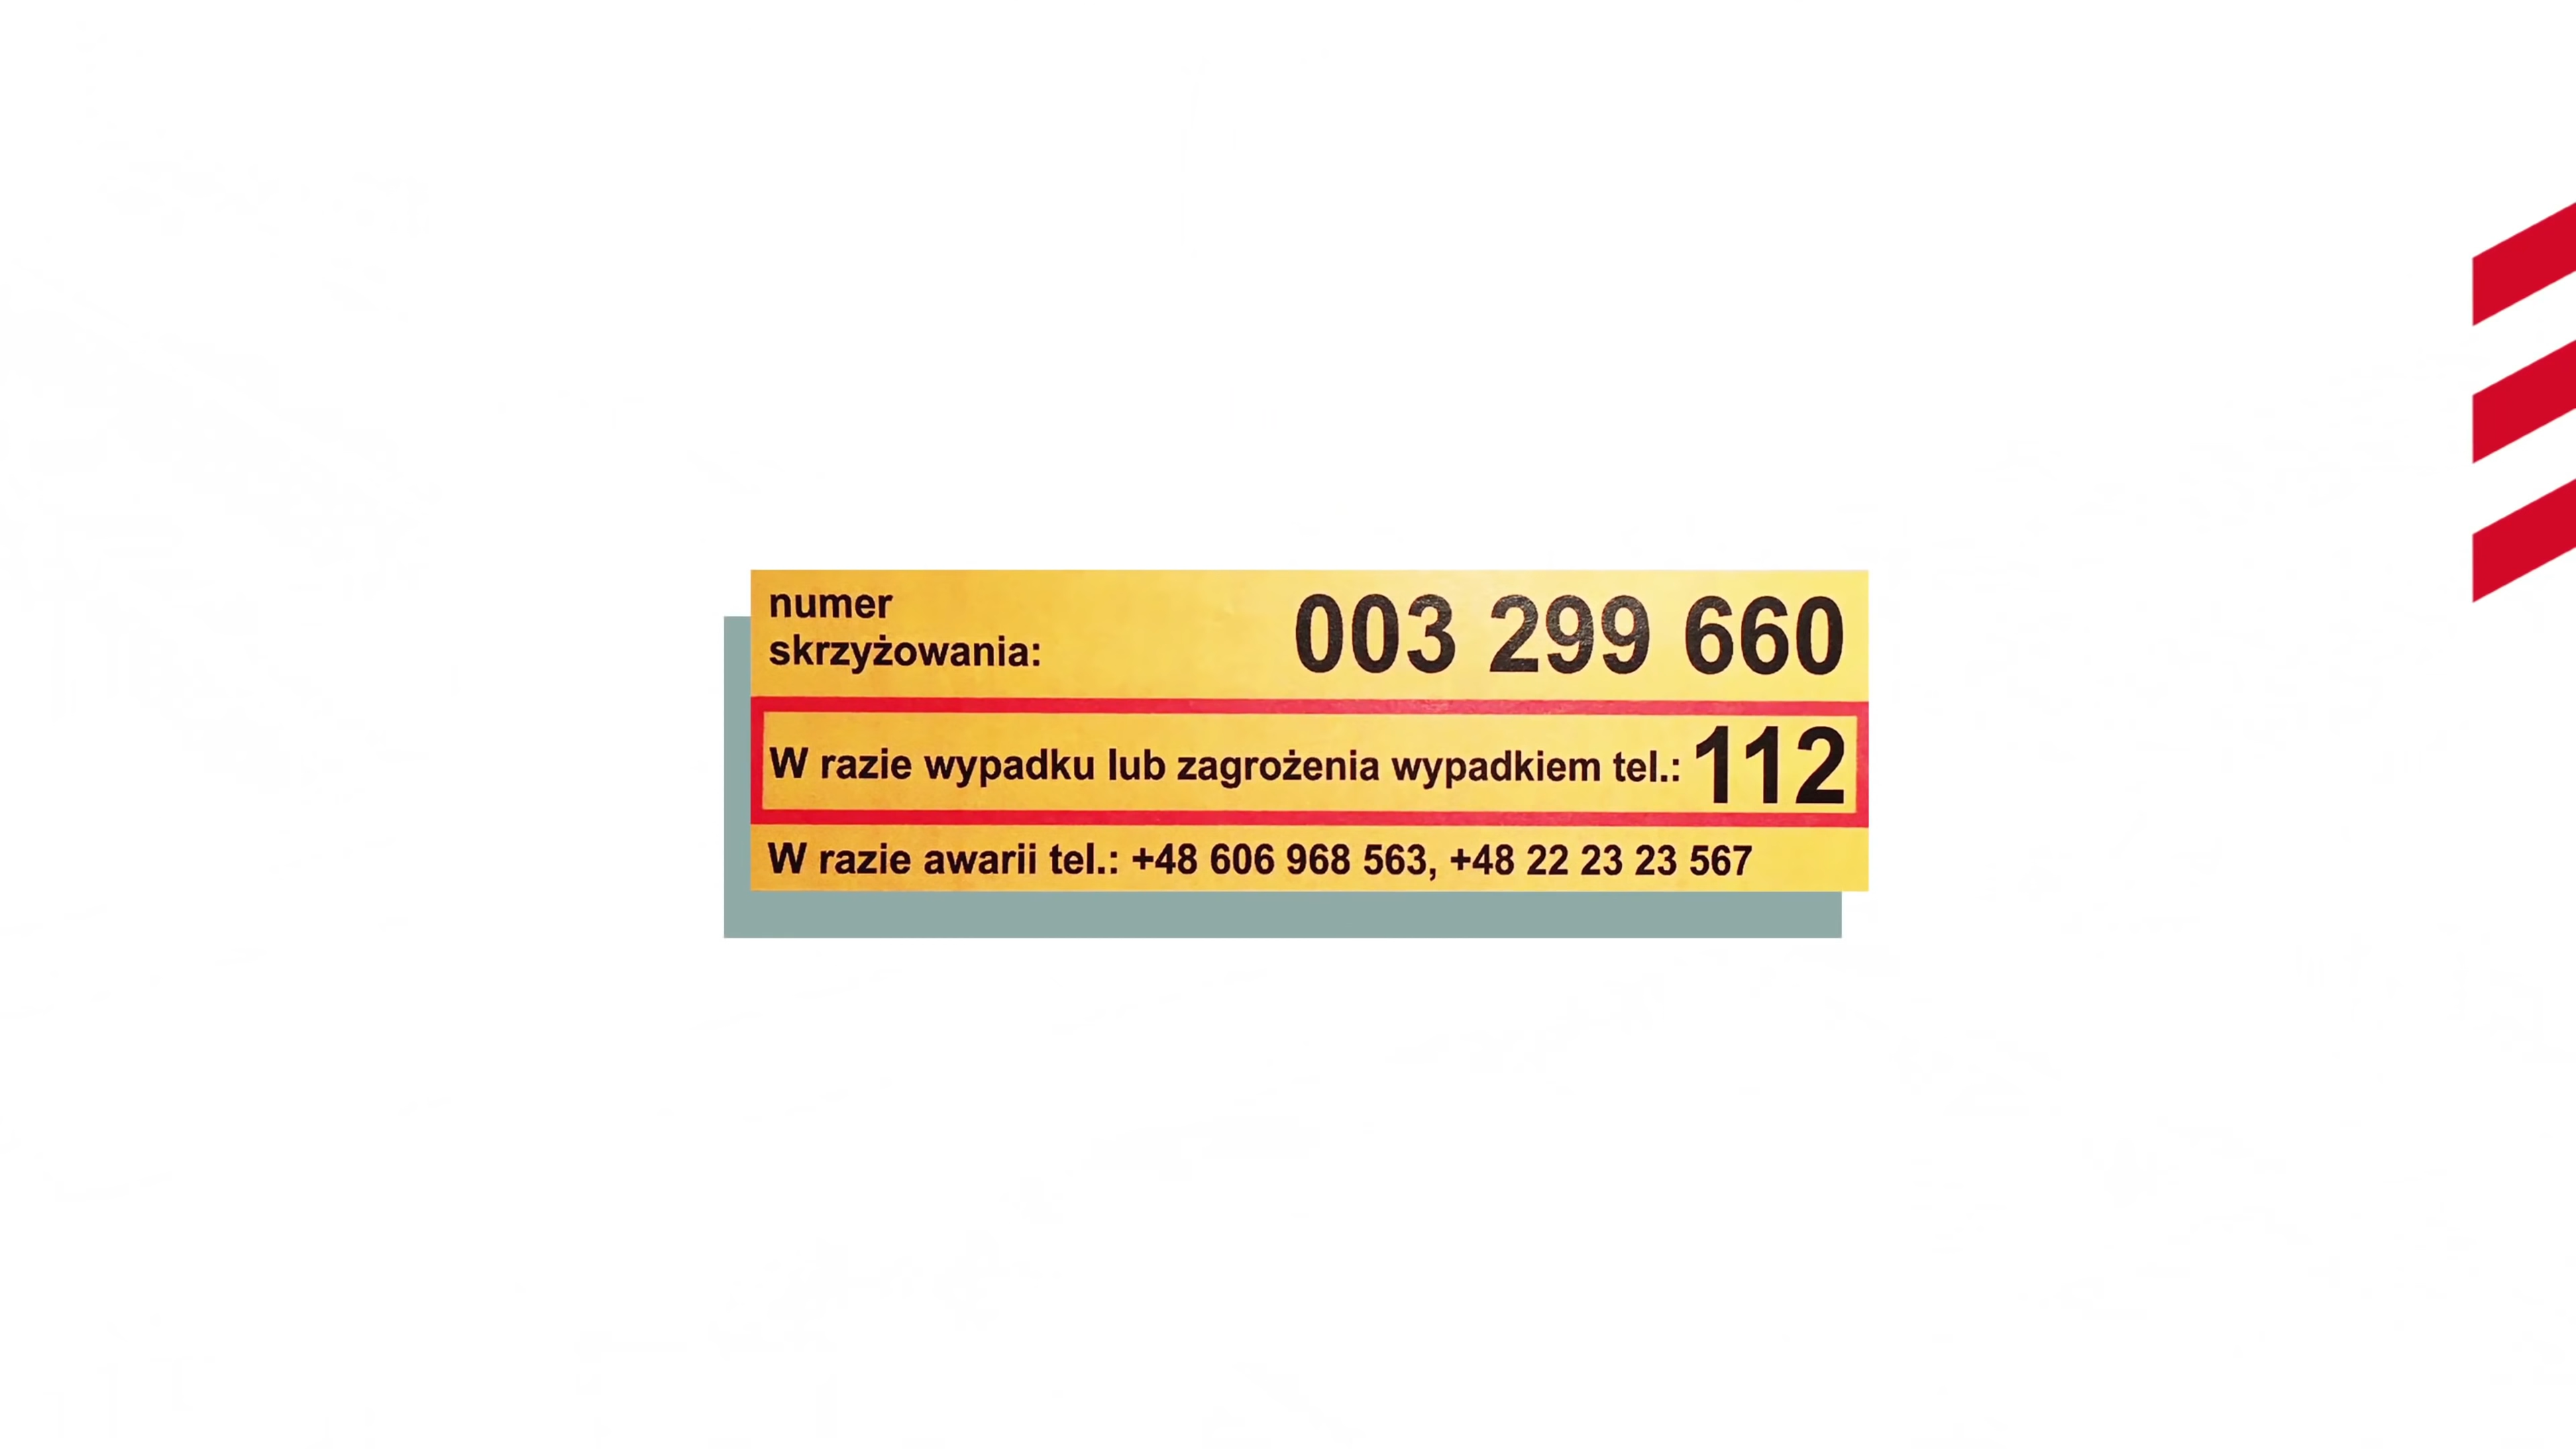 numer
skrzyżowania:
003 299 660
W razie wypadku lub zagrożenia wypadkiem tel.: 112
W razie awarii tel.: +48 606 968 563, +48 22 23 23 567